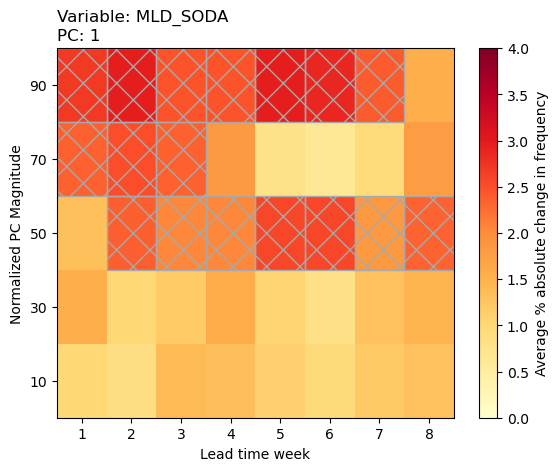 Variable: MLD_SODA
PC: 1
4.0
3.5
3.0
2.5
2.0
1.5
1.0
0.5
0.0
Average % absolute change in frequency
90
70
50
30
10
Normalized PC Magnitude
1 2 3 4 5 6 7 8
Lead time week